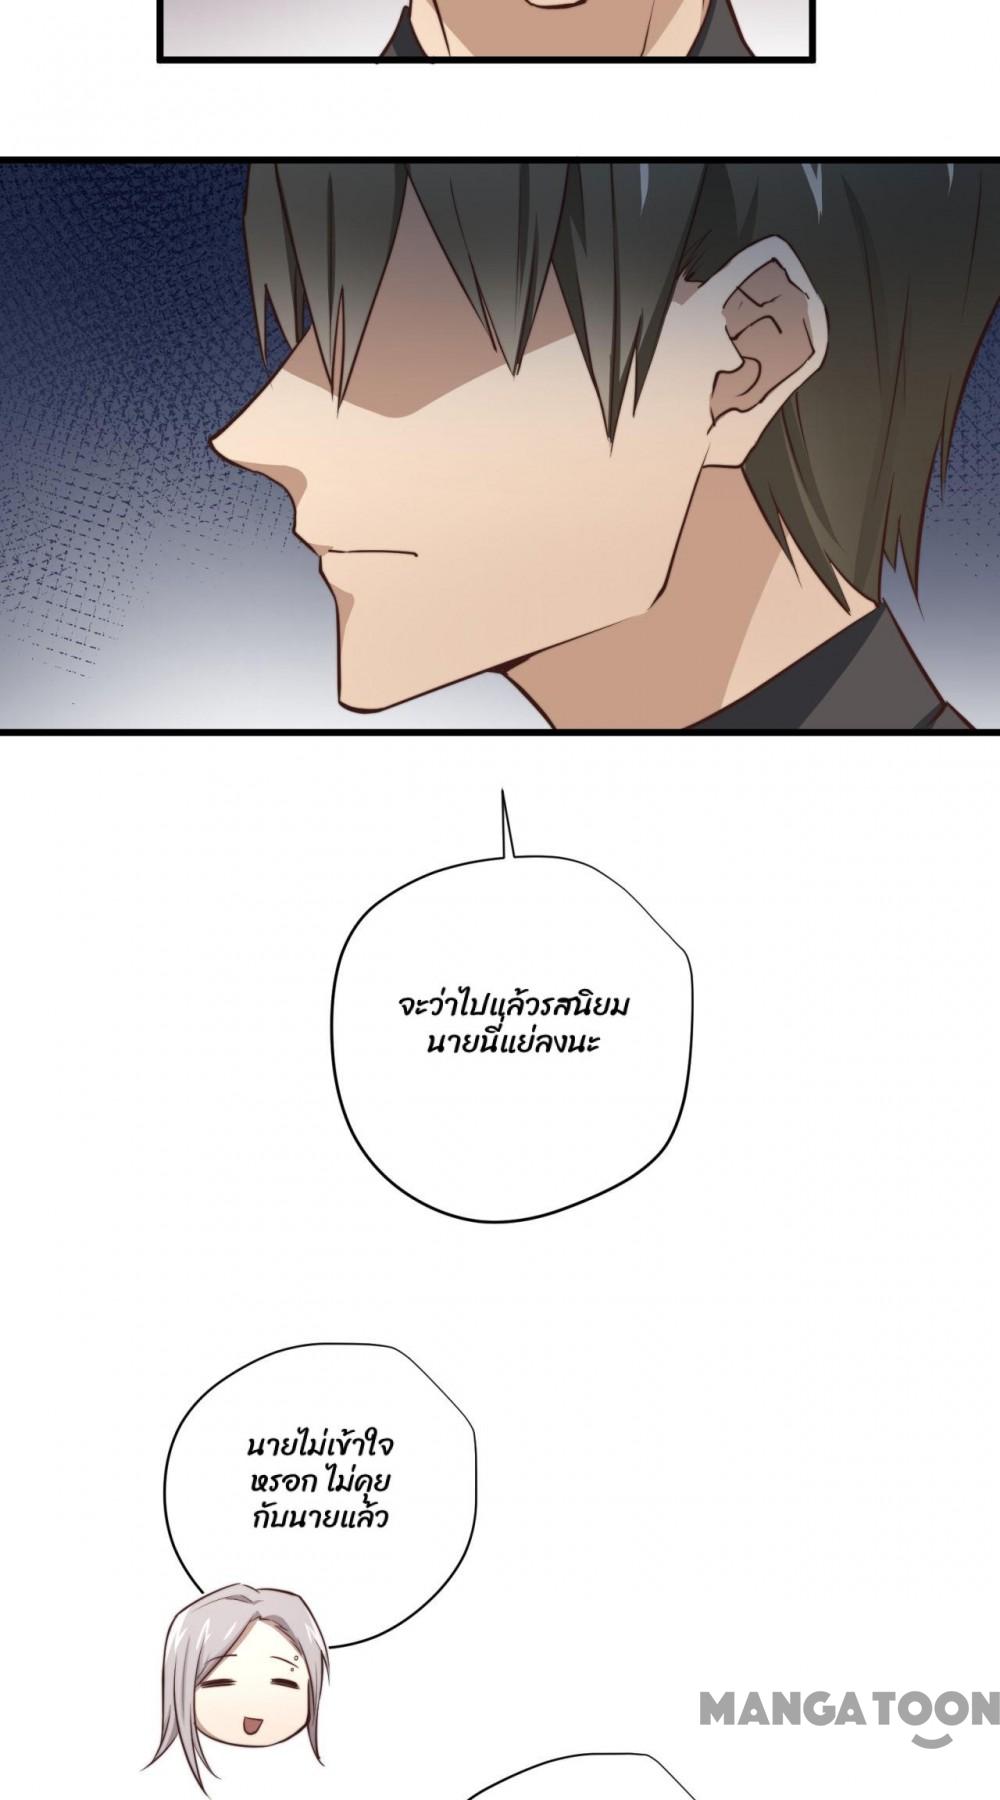 จะว่าไปแล้วรสนิยม
นายนี่แย่ลงนะ
นายไม่เข้าใจ
หรอก ไม่คุย
กับนายแล้ว
MANGATOON